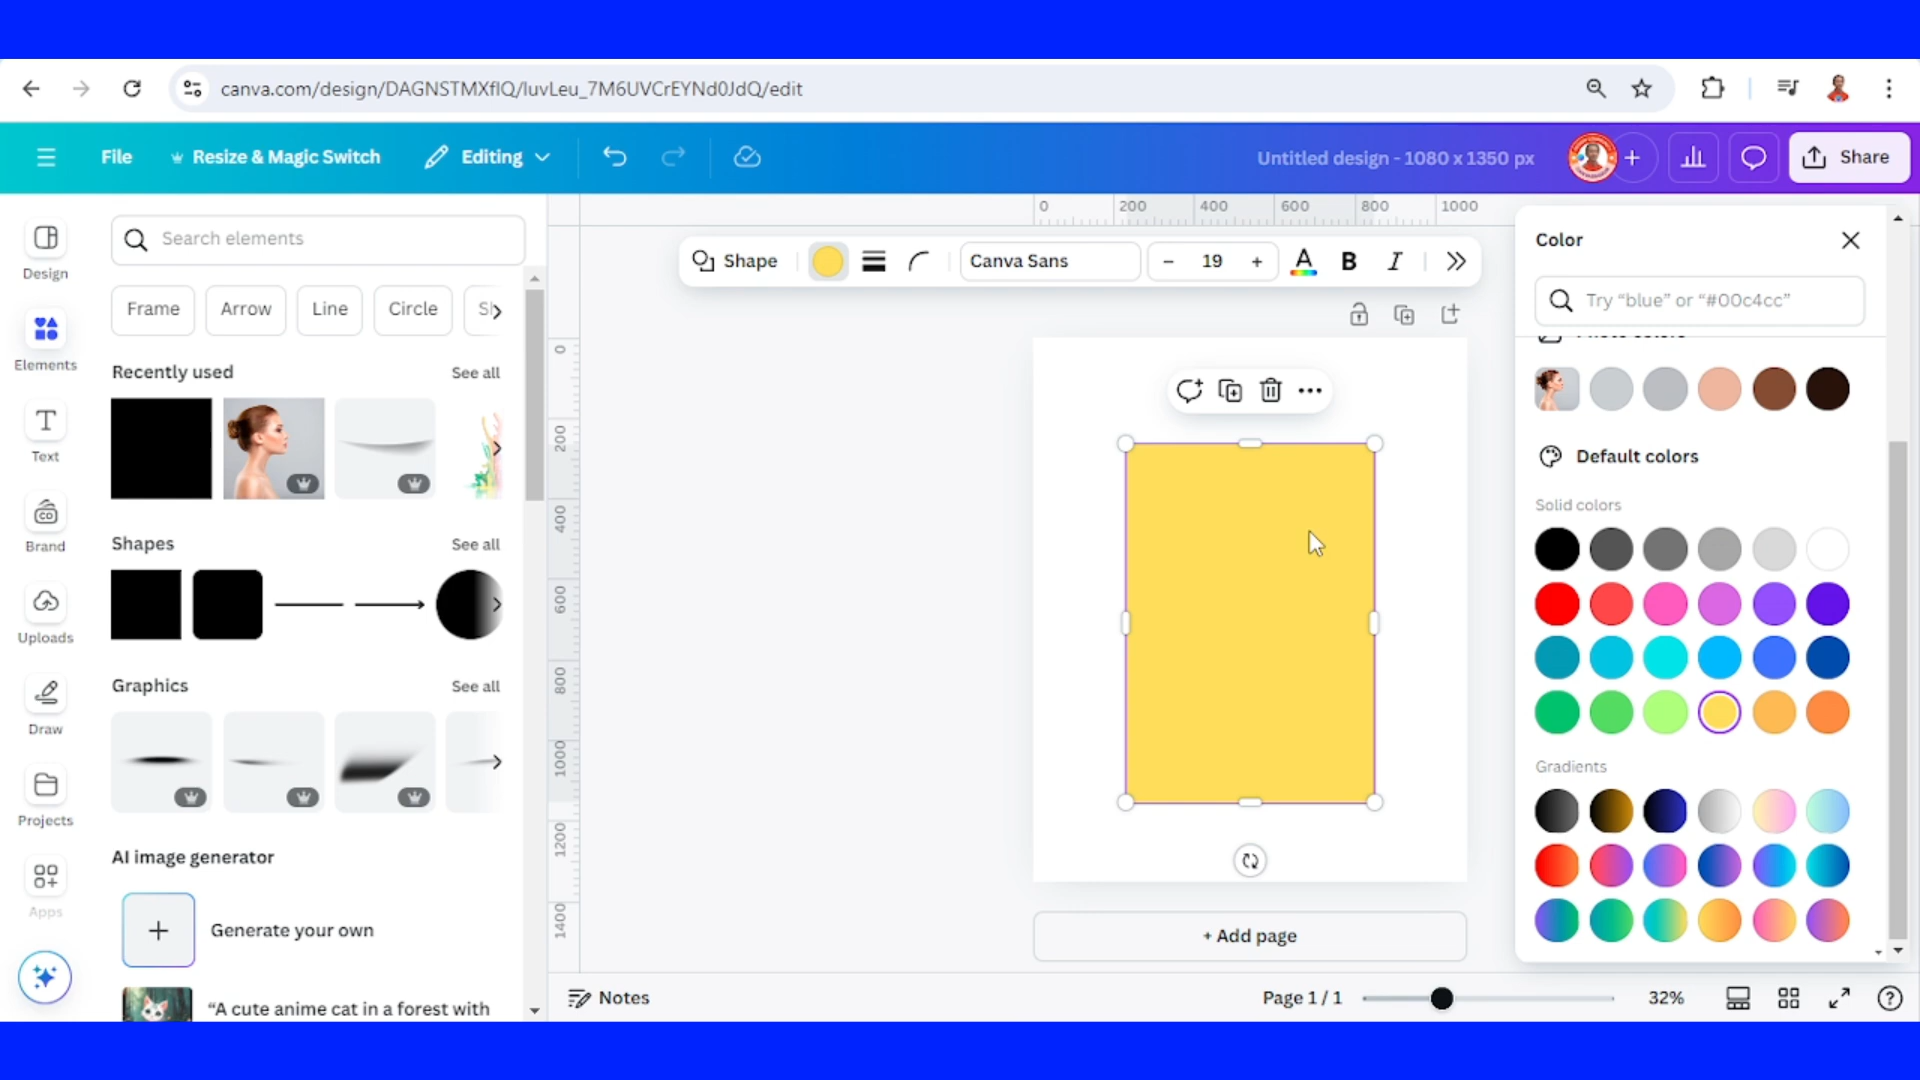 canva.com/design/DAGNSTMXfIQ/luvLeu_7M6UVCrEYNd0JdQ/edit
File
Resize & Magic Switch
Editing
Untitled design - 1080 x 1350 px
Share
Design
Elements
Text
Brand
Uploads
Draw
Projects
Apps
Search elements
Frame
Arrow
Line
Circle
Recently used
See all
Shapes
See all
Graphics
See all
AI image generator
Generate your own
“A cute anime cat in a forest with
0 200 400 600 800 1000
Shape
Canva Sans
– 19 +
A B I
0
200
400
600
800
1000
1200
1400
+ Add page
Notes
Page 1 / 1
32%
Color
Try “blue” or “#00c4cc”
Default colors
Solid colors
Gradients